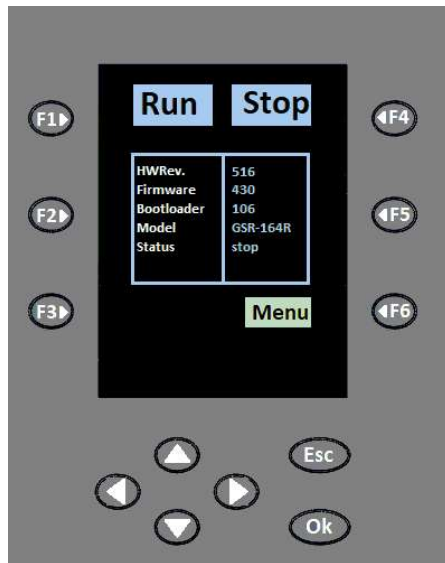 Run Stop
F1 F4
HWRev. 516
Firmware 430
F2 Bootloader 106 F5
Model GSR-164R
Status stop
F3 Menu F6
Esc
Ok